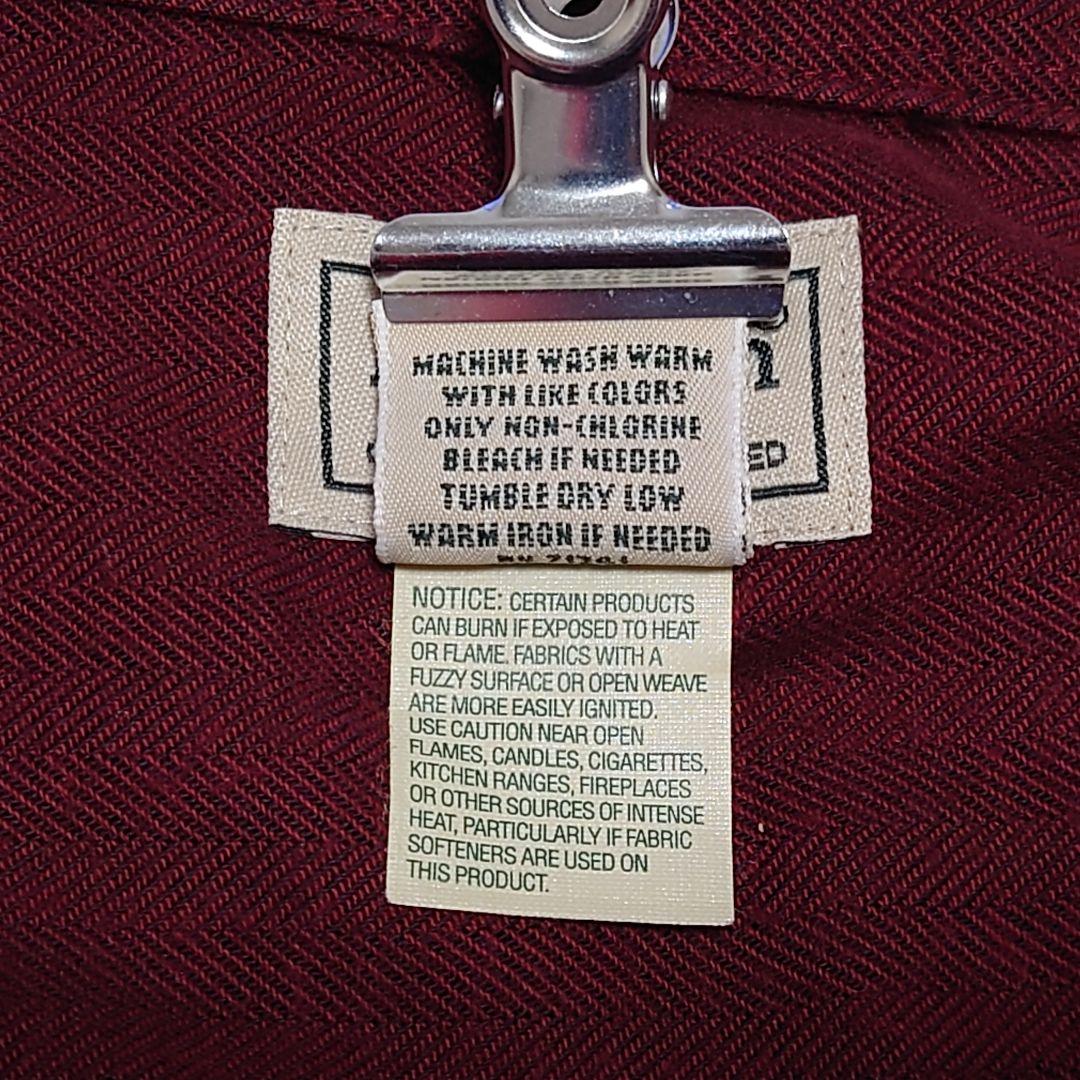 MACHINE WASH WARM
WITH LIKE COLORS
ONLY NON-CHLORINE
BLEACH IF NEEDED
TUMBLE DRY LOW
WARM IRON IF NEEDED
NOTICE: CERTAIN PRODUCTS
CAN BURN IF EXPOSED TO HEAT
OR FLAME. FABRICS WITH A
FUZZY SURFACE OR OPEN WEAVE
ARE MORE EASILY IGNITED.
USE CAUTION NEAR OPEN
FLAMES, CANDLES, CIGARETTES,
KITCHEN RANGES, FIREPLACES
OR OTHER SOURCES OF INTENSE
HEAT, PARTICULARLY IF FABRIC
SOFTENERS ARE USED ON
THIS PRODUCT.